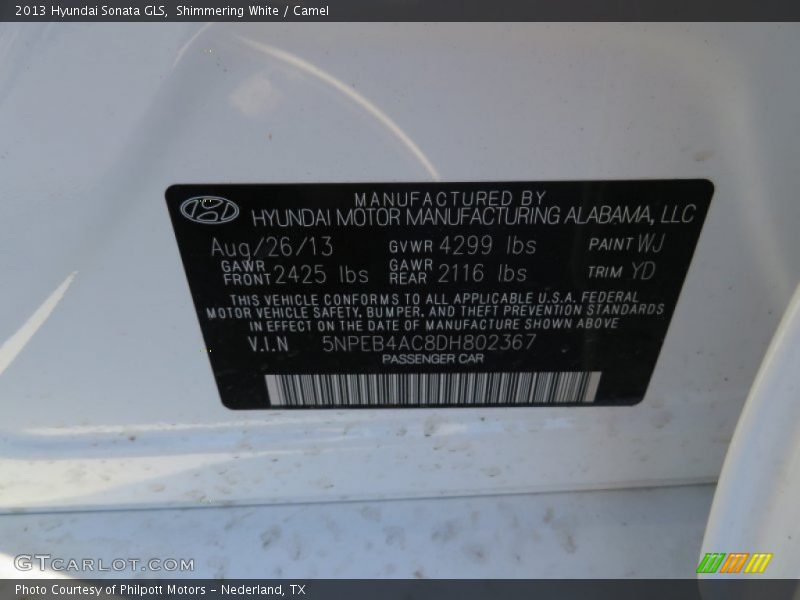 2013 Hyundai Sonata GLS, Shimmering White / Camel
MANUFACTURED BY
HYUNDAI MOTOR MANUFACTURING ALABAMA, LLC
Aug/26/13 GVWR 4299 lbs PAINT WJ
GAWR FRONT 2425 lbs GAWR REAR 2116 lbs TRIM YD
THIS VEHICLE CONFORMS TO ALL APPLICABLE U.S.A. FEDERAL
MOTOR VEHICLE SAFETY, BUMPER, AND THEFT PREVENTION STANDARDS
IN EFFECT ON THE DATE OF MANUFACTURE SHOWN ABOVE
V.I.N 5NPEB4AC8DH802367
PASSENGER CAR
GTCARLOT.COM
Photo Courtesy of Philpott Motors - Nederland, TX